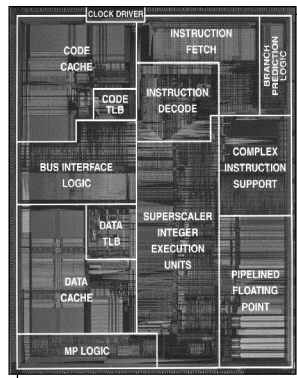 CLOCK DRIVER
CODE
CACHE
CODE
TLB
INSTRUCTION
FETCH
BRANCH
PREDICTION
LOGIC
INSTRUCTION
DECODE
BUS INTERFACE
LOGIC
COMPLEX
INSTRUCTION
SUPPORT
DATA
TLB
SUPERSCALER
INTEGER
EXECUTION
UNITS
DATA
CACHE
PIPELINED
FLOATING
POINT
MP LOGIC